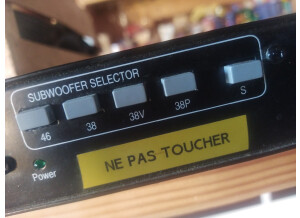 SUBWOOFER SELECTOR
46 38 38V 38P S
Power
NE PAS TOUCHER